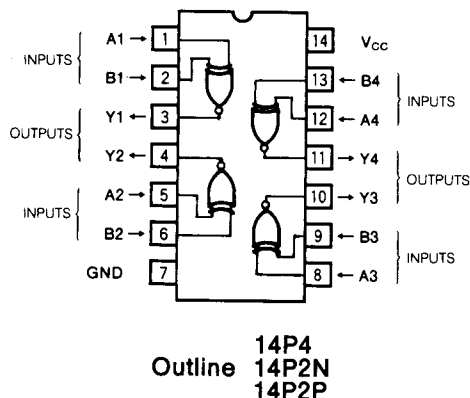 A1 → 1
INPUTS
B1 → 2
Y1 ← 3
OUTPUTS
Y2 ← 4
A2 → 5
INPUTS
B2 → 6
GND 7
14 Vcc
13 ← B4
INPUTS
12 ← A4
11 → Y4
OUTPUTS
10 → Y3
9 ← B3
INPUTS
8 ← A3
14P4
Outline 14P2N
14P2P